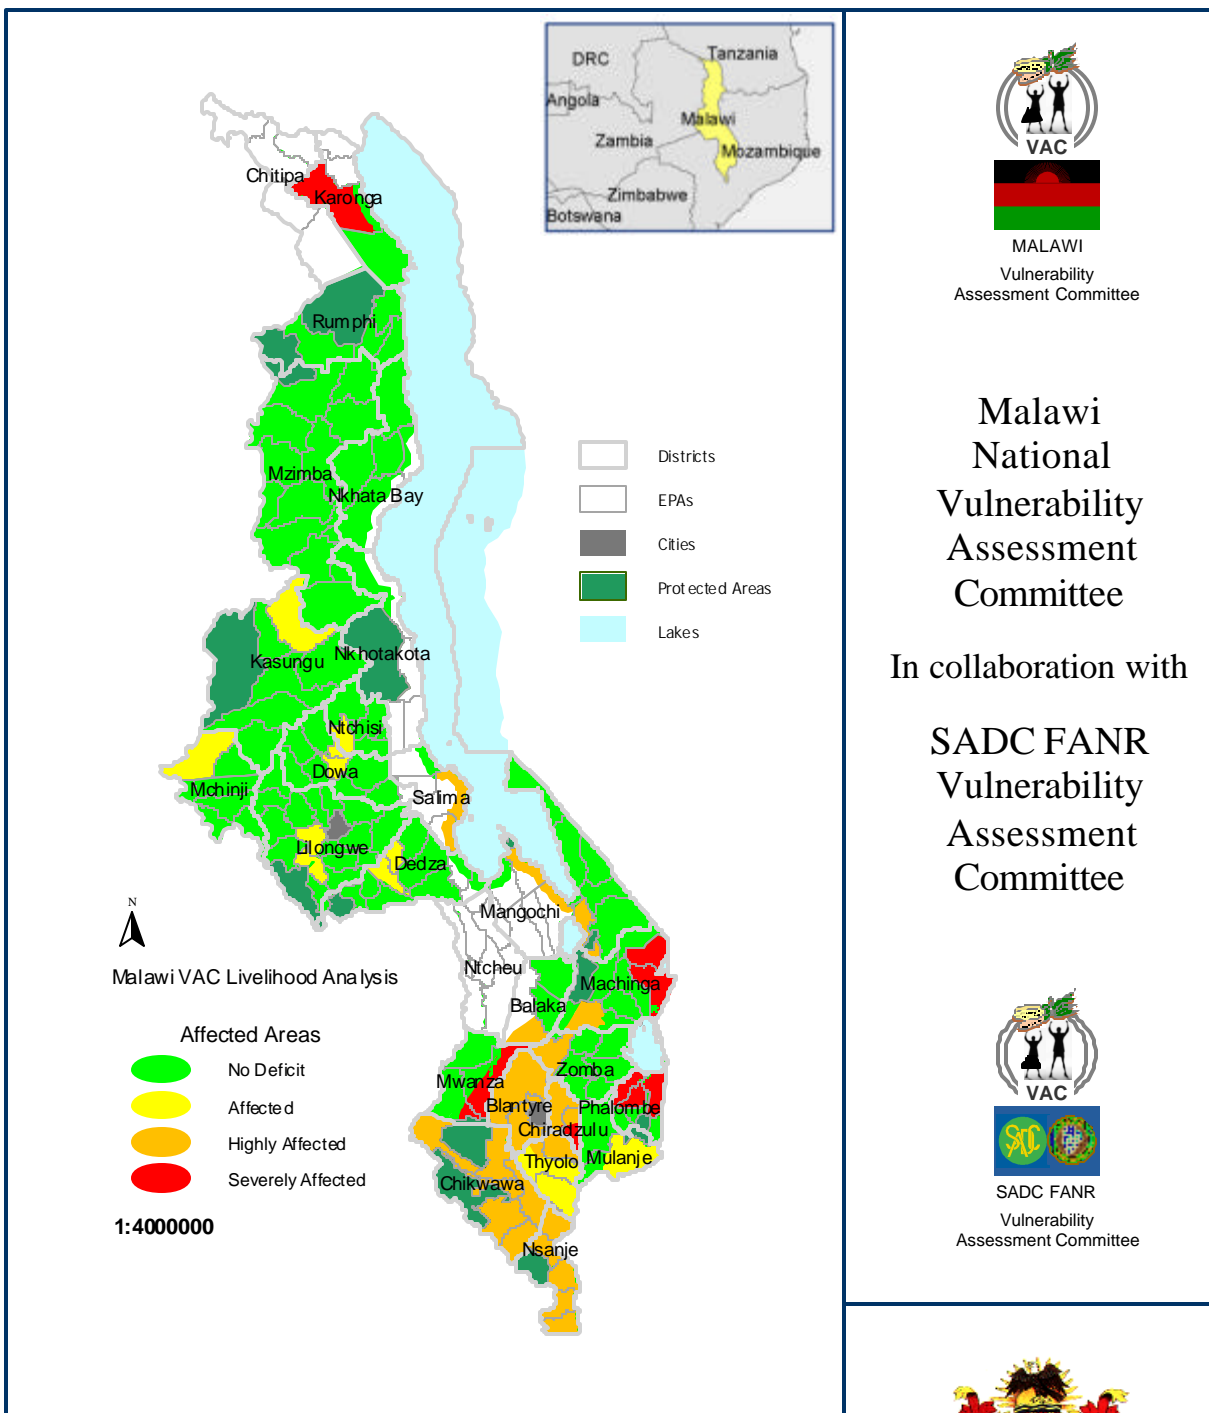 DRC
Tanzania
Angola
Malawi
Zambia
Mozambique
Zimbabwe
Botswana
Chitipa
Karonga
Rumphi
Mzimba
Nkhata Bay
Kasungu
Nkhotakota
Ntchisi
Dowa
Mchinji
Salima
Lilongwe
Dedza
Mangochi
Ntcheu
Machinga
Balaka
Zomba
Mwanza
Blantyre
Phalombe
Chiradzulu
Thyolo
Mulanje
Chikwawa
Nsanje
Districts
EPAs
Cities
Protected Areas
Lakes
N
Malawi VAC Livelihood Analysis
Affected Areas
No Deficit
Affected
Highly Affected
Severely Affected
1:4000000
VAC
MALAWI
Vulnerability
Assessment Committee
Malawi
National
Vulnerability
Assessment
Committee
In collaboration with
SADC FANR
Vulnerability
Assessment
Committee
VAC
SADC
SADC FANR
Vulnerability
Assessment Committee